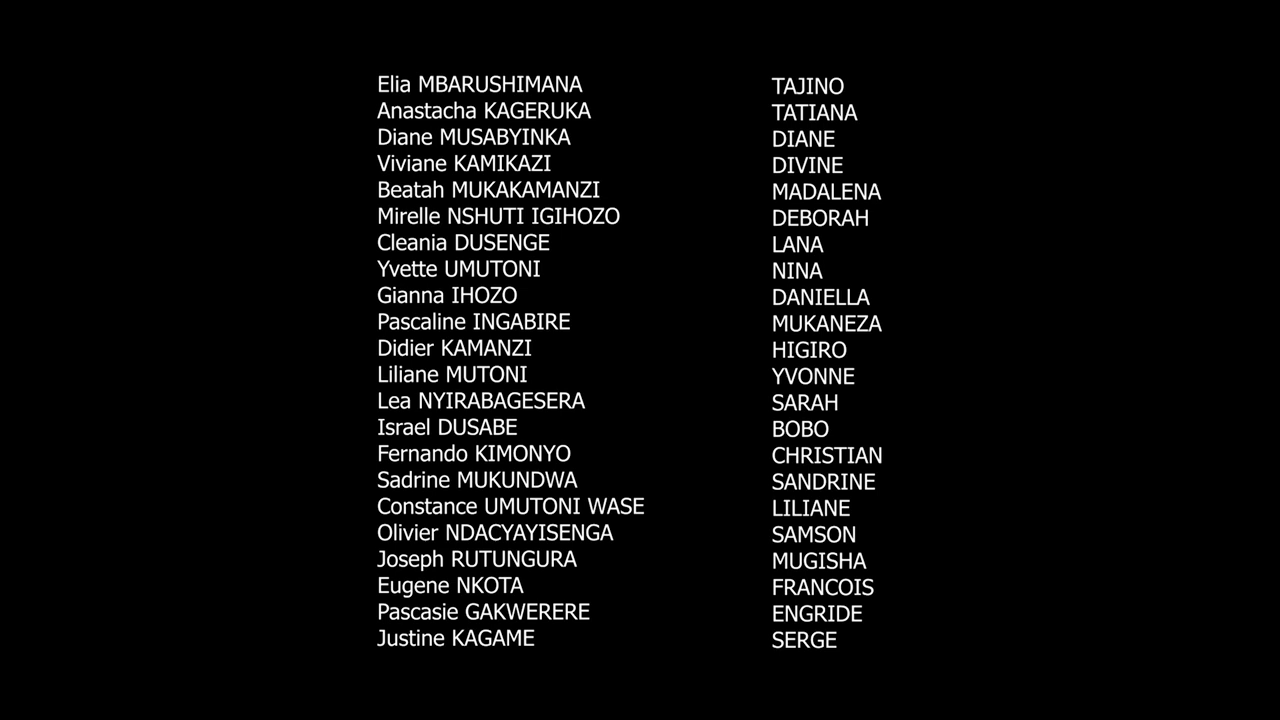 Elia MBARUSHIMANA TAJINO
Anastacha KAGERUKA TATIANA
Diane MUSABYINKA DIANE
Viviane KAMIKAZI DIVINE
Beatah MUKAKAMANZI MADALENA
Mirelle NSHUTI IGIHOZO DEBORAH
Cleania DUSENGE LANA
Yvette UMUTONI NINA
Gianna IHOZO DANIELLA
Pascaline INGABIRE MUKANEZA
Didier KAMANZI HIGIRO
Liliane MUTONI YVONNE
Lea NYIRABAGESERA SARAH
Israel DUSABE BOBO
Fernando KIMONYO CHRISTIAN
Sadrine MUKUNDWA SANDRINE
Constance UMUTONI WASE LILIANE
Olivier NDACYAYISENGA SAMSON
Joseph RUTUNGURA MUGISHA
Eugene NKOTA FRANCOIS
Pascasie GAKWERERE ENGRIDE
Justine KAGAME SERGE